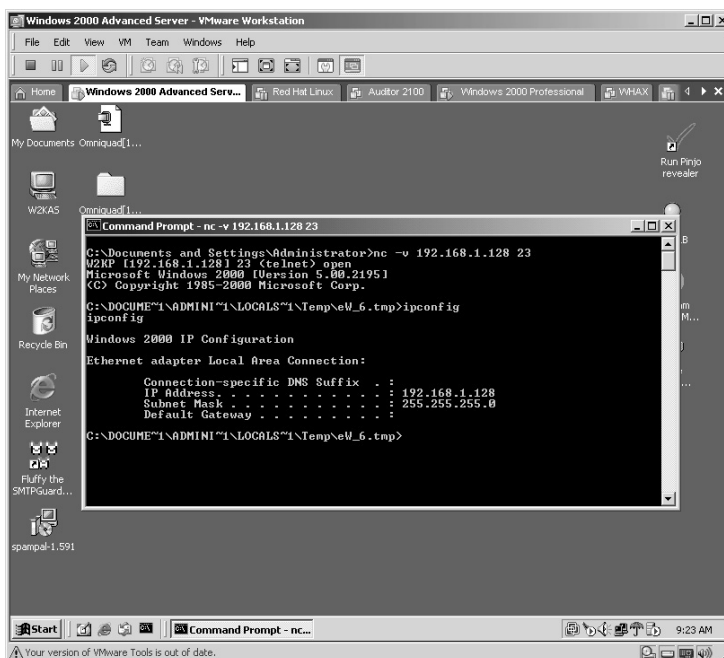 Windows 2000 Advanced Server - VMware Workstation
File Edit View VM Team Windows Help
Home Windows 2000 Advanced Serv... Red Hat Linux Auditor 2100 Windows 2000 Professional WHAX
My Documents Omniquad[1...
Run Pinjo revealer
W2KAS Omniquad[1...
Command Prompt - nc -v 192.168.1.128 23
C:\Documents and Settings\Administrator>nc -v 192.168.1.128 23
W2KP [192.168.1.128] 23 (telnet) open
Microsoft Windows 2000 [Version 5.00.2195]
(C) Copyright 1985-2000 Microsoft Corp.
C:\DOCUME~1\ADMINI~1\LOCALS~1\Temp\eW_6.tmp>ipconfig
ipconfig
Windows 2000 IP Configuration
Ethernet adapter Local Area Connection:
Connection-specific DNS Suffix . :
IP Address. . . . . . . . . . . . : 192.168.1.128
Subnet Mask . . . . . . . . . . . : 255.255.255.0
Default Gateway . . . . . . . . . :
C:\DOCUME~1\ADMINI~1\LOCALS~1\Temp\eW_6.tmp>
My Network
Places
Recycle Bin
Internet
Explorer
Fluffy the
SMTPGuard...
spampal-1.591
Start Command Prompt - nc... 9:23 AM
Your version of VMware Tools is out of date.